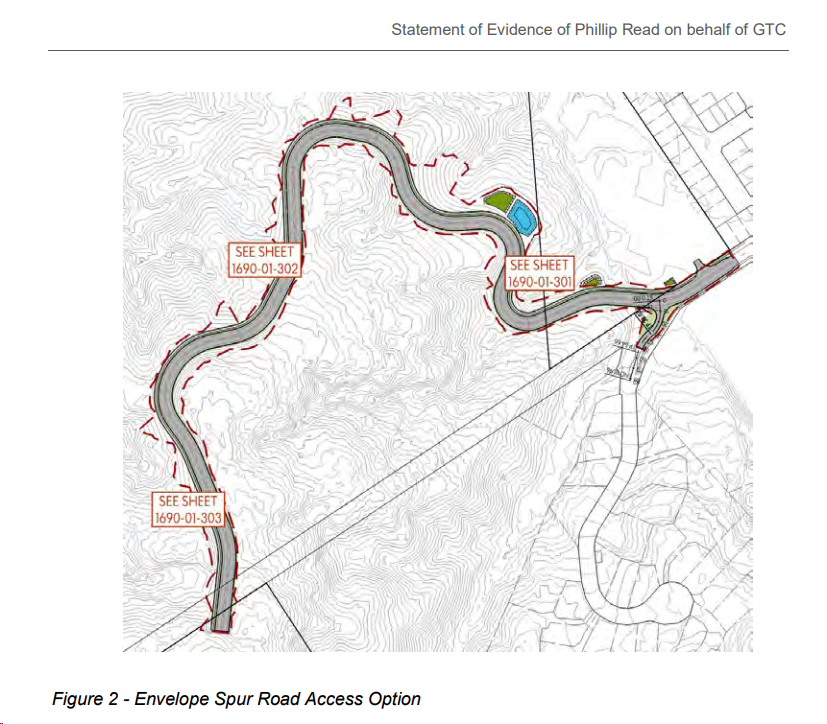 Statement of Evidence of Phillip Read on behalf of GTC
SEE SHEET
1690-01-302
SEE SHEET
1690-01-301
SEE SHEET
1690-01-303
Figure 2 - Envelope Spur Road Access Option